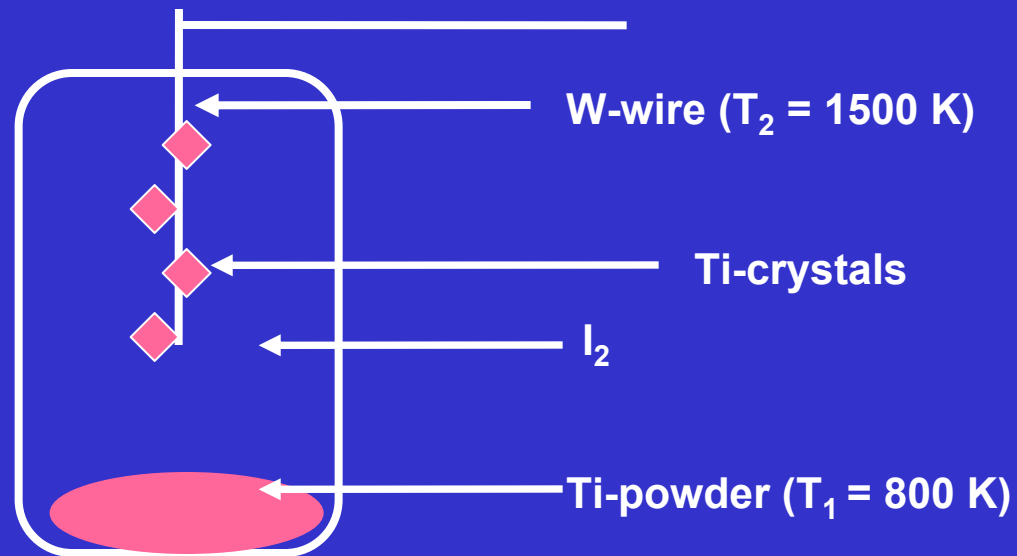 W-wire (T₂ = 1500 K)
Ti-crystals
I₂
Ti-powder (T₁ = 800 K)